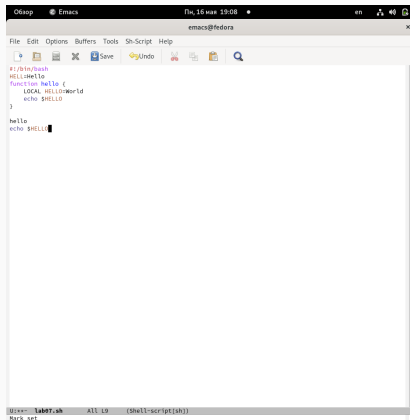 Обзор Emacs Пн, 16 мая 19:08 en
emacs@fedora ×
File Edit Options Buffers Tools Sh-Script Help
Save Undo
#!/bin/bash
HELL=Hello
function hello {
LOCAL HELLO=World
echo $HELLO
}
hello
echo $HELLO
U:**- lab07.sh All L9 (Shell-script[sh])
Mark set